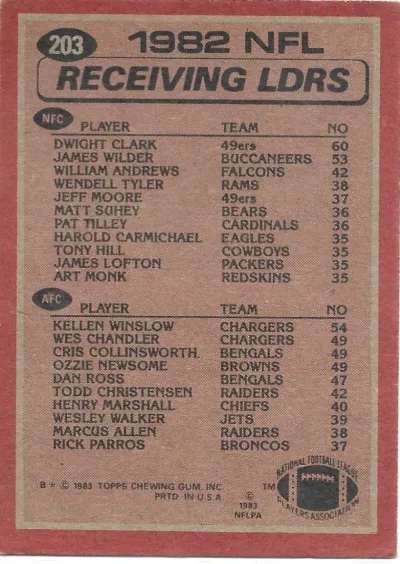 203
1982 NFL
RECEIVING LDRS
NFC
PLAYER TEAM NO
DWIGHT CLARK 49ers 60
JAMES WILDER BUCCANEERS 53
WILLIAM ANDREWS FALCONS 42
WENDELL TYLER RAMS 38
JEFF MOORE 49ers 37
MATT SUHEY BEARS 36
PAT TILLEY CARDINALS 36
HAROLD CARMICHAEL EAGLES 35
TONY HILL COWBOYS 35
JAMES LOFTON PACKERS 35
ART MONK REDSKINS 35
AFC
PLAYER TEAM NO
KELLEN WINSLOW CHARGERS 54
WES CHANDLER CHARGERS 49
CRIS COLLINSWORTH BENGALS 49
OZZIE NEWSOME BROWNS 49
DAN ROSS BENGALS 47
TODD CHRISTENSEN RAIDERS 42
HENRY MARSHALL CHIEFS 40
WESLEY WALKER JETS 39
MARCUS ALLEN RAIDERS 38
RICK PARROS BRONCOS 37
B * © 1983 TOPPS CHEWING GUM, INC.
PRTD IN U.S.A.
™
©
1983
NFLPA
NATIONAL FOOTBALL LEAGUE
PLAYERS ASSOCIATION